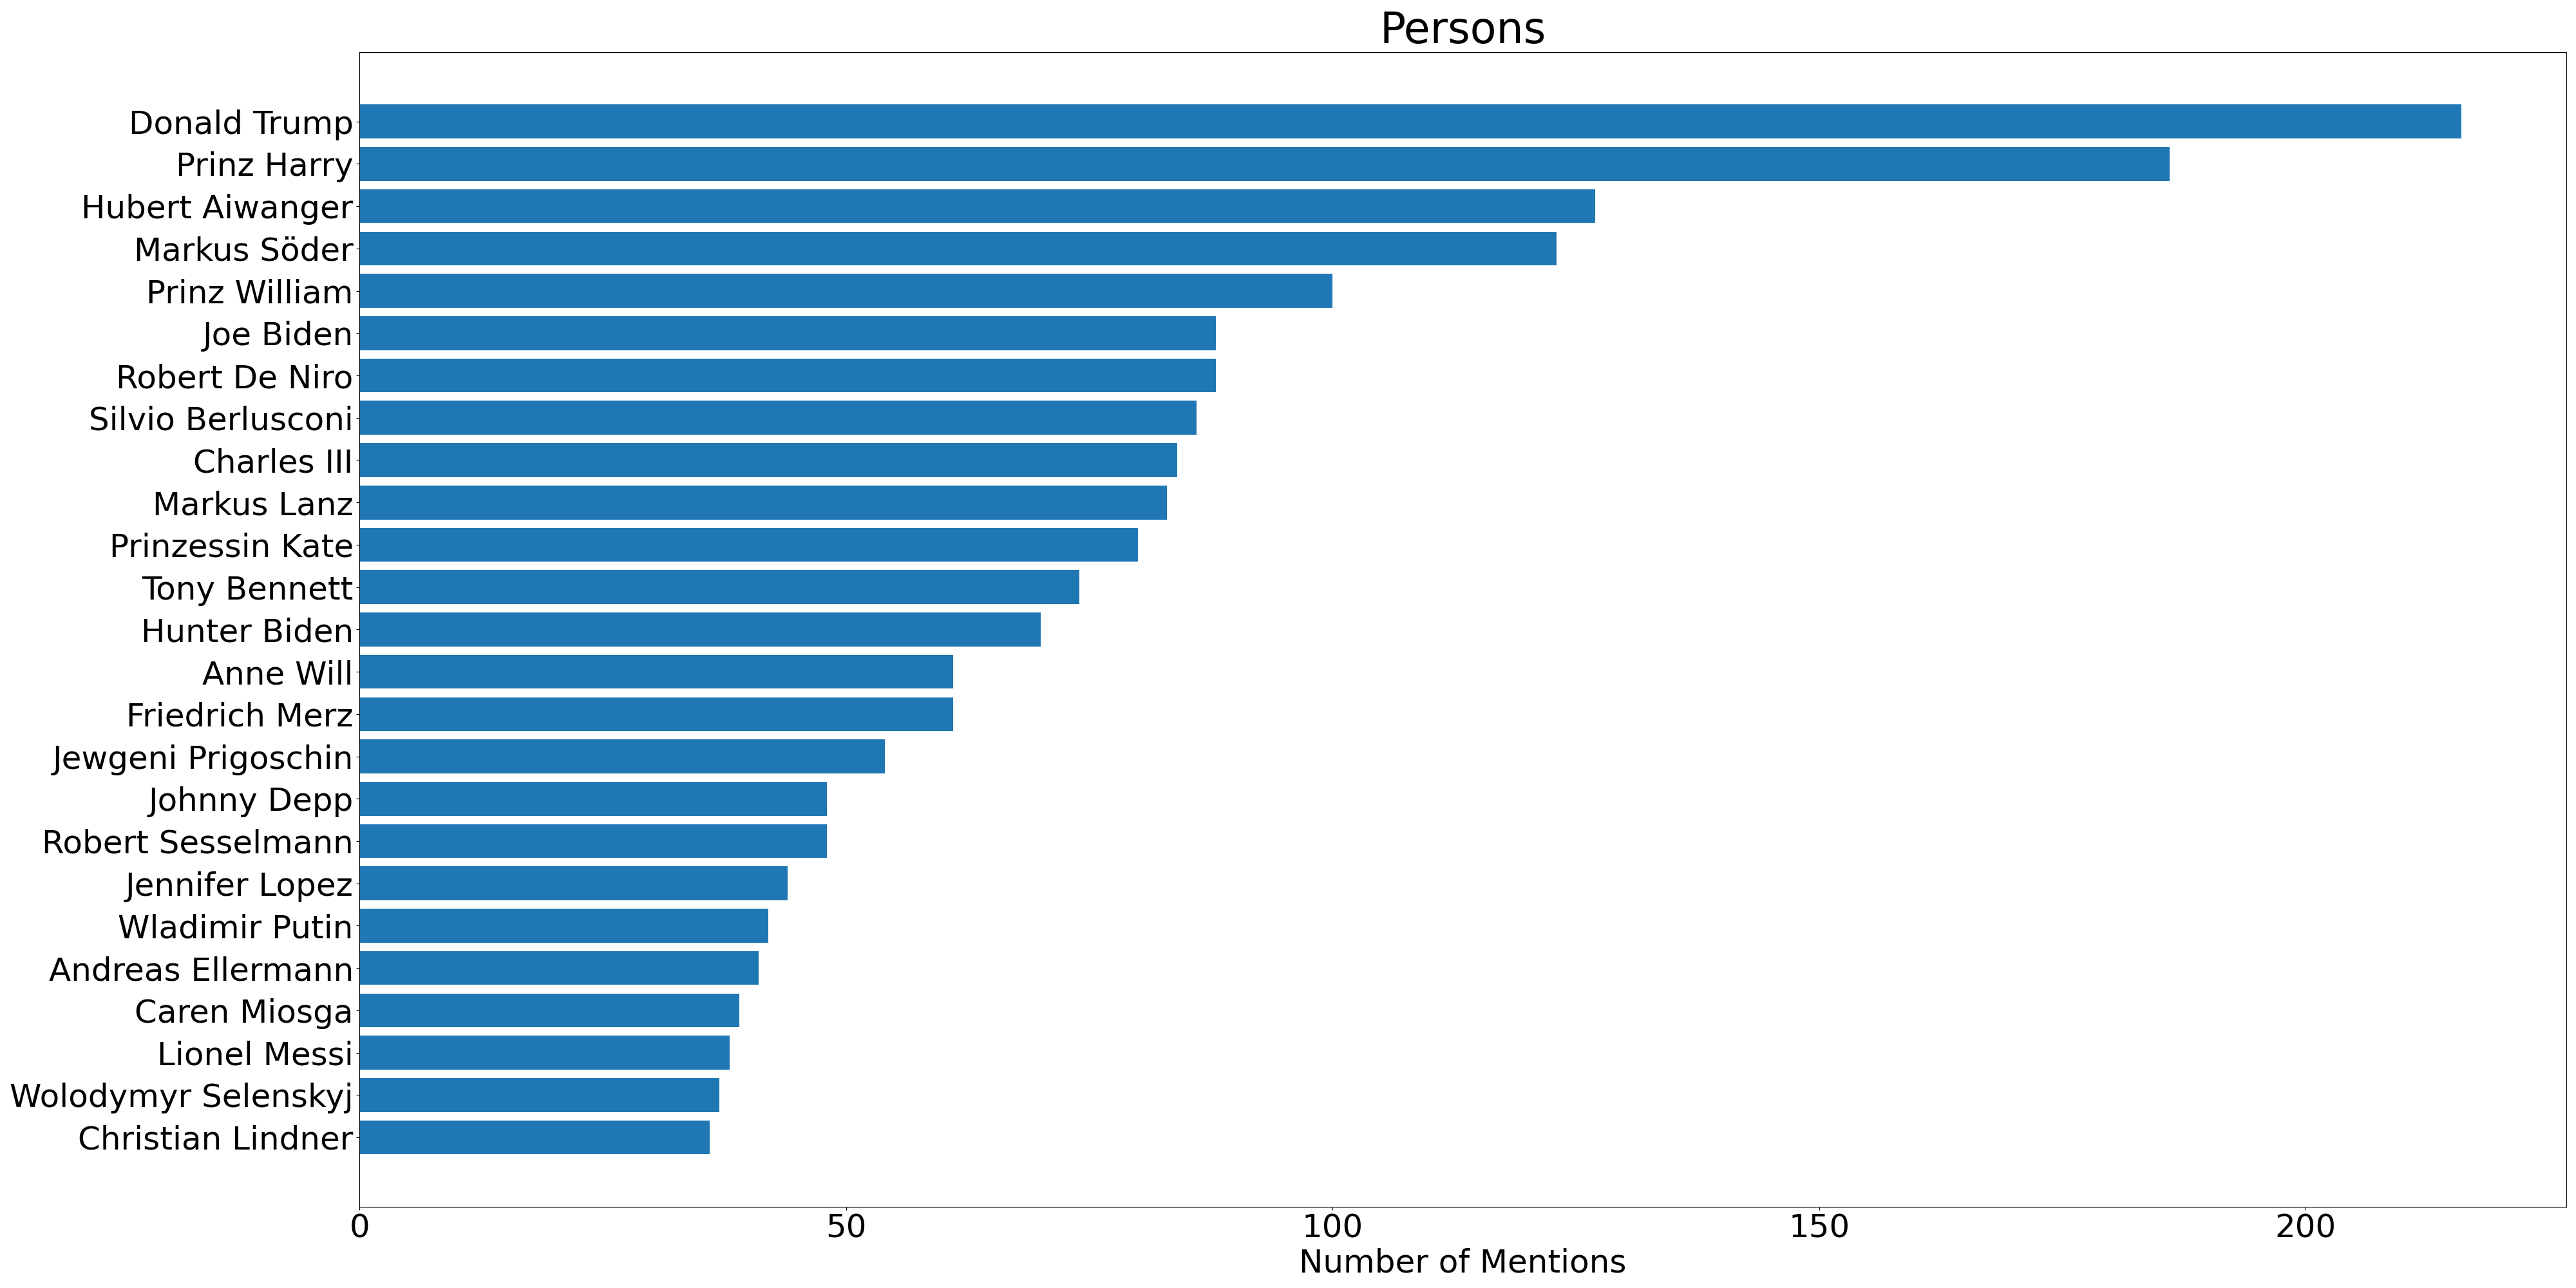 Persons
Donald Trump
Prinz Harry
Hubert Aiwanger
Markus Söder
Prinz William
Joe Biden
Robert De Niro
Silvio Berlusconi
Charles III
Markus Lanz
Prinzessin Kate
Tony Bennett
Hunter Biden
Anne Will
Friedrich Merz
Jewgeni Prigoschin
Johnny Depp
Robert Sesselmann
Jennifer Lopez
Wladimir Putin
Andreas Ellermann
Caren Miosga
Lionel Messi
Wolodymyr Selenskyj
Christian Lindner
0 50 100 150 200
Number of Mentions